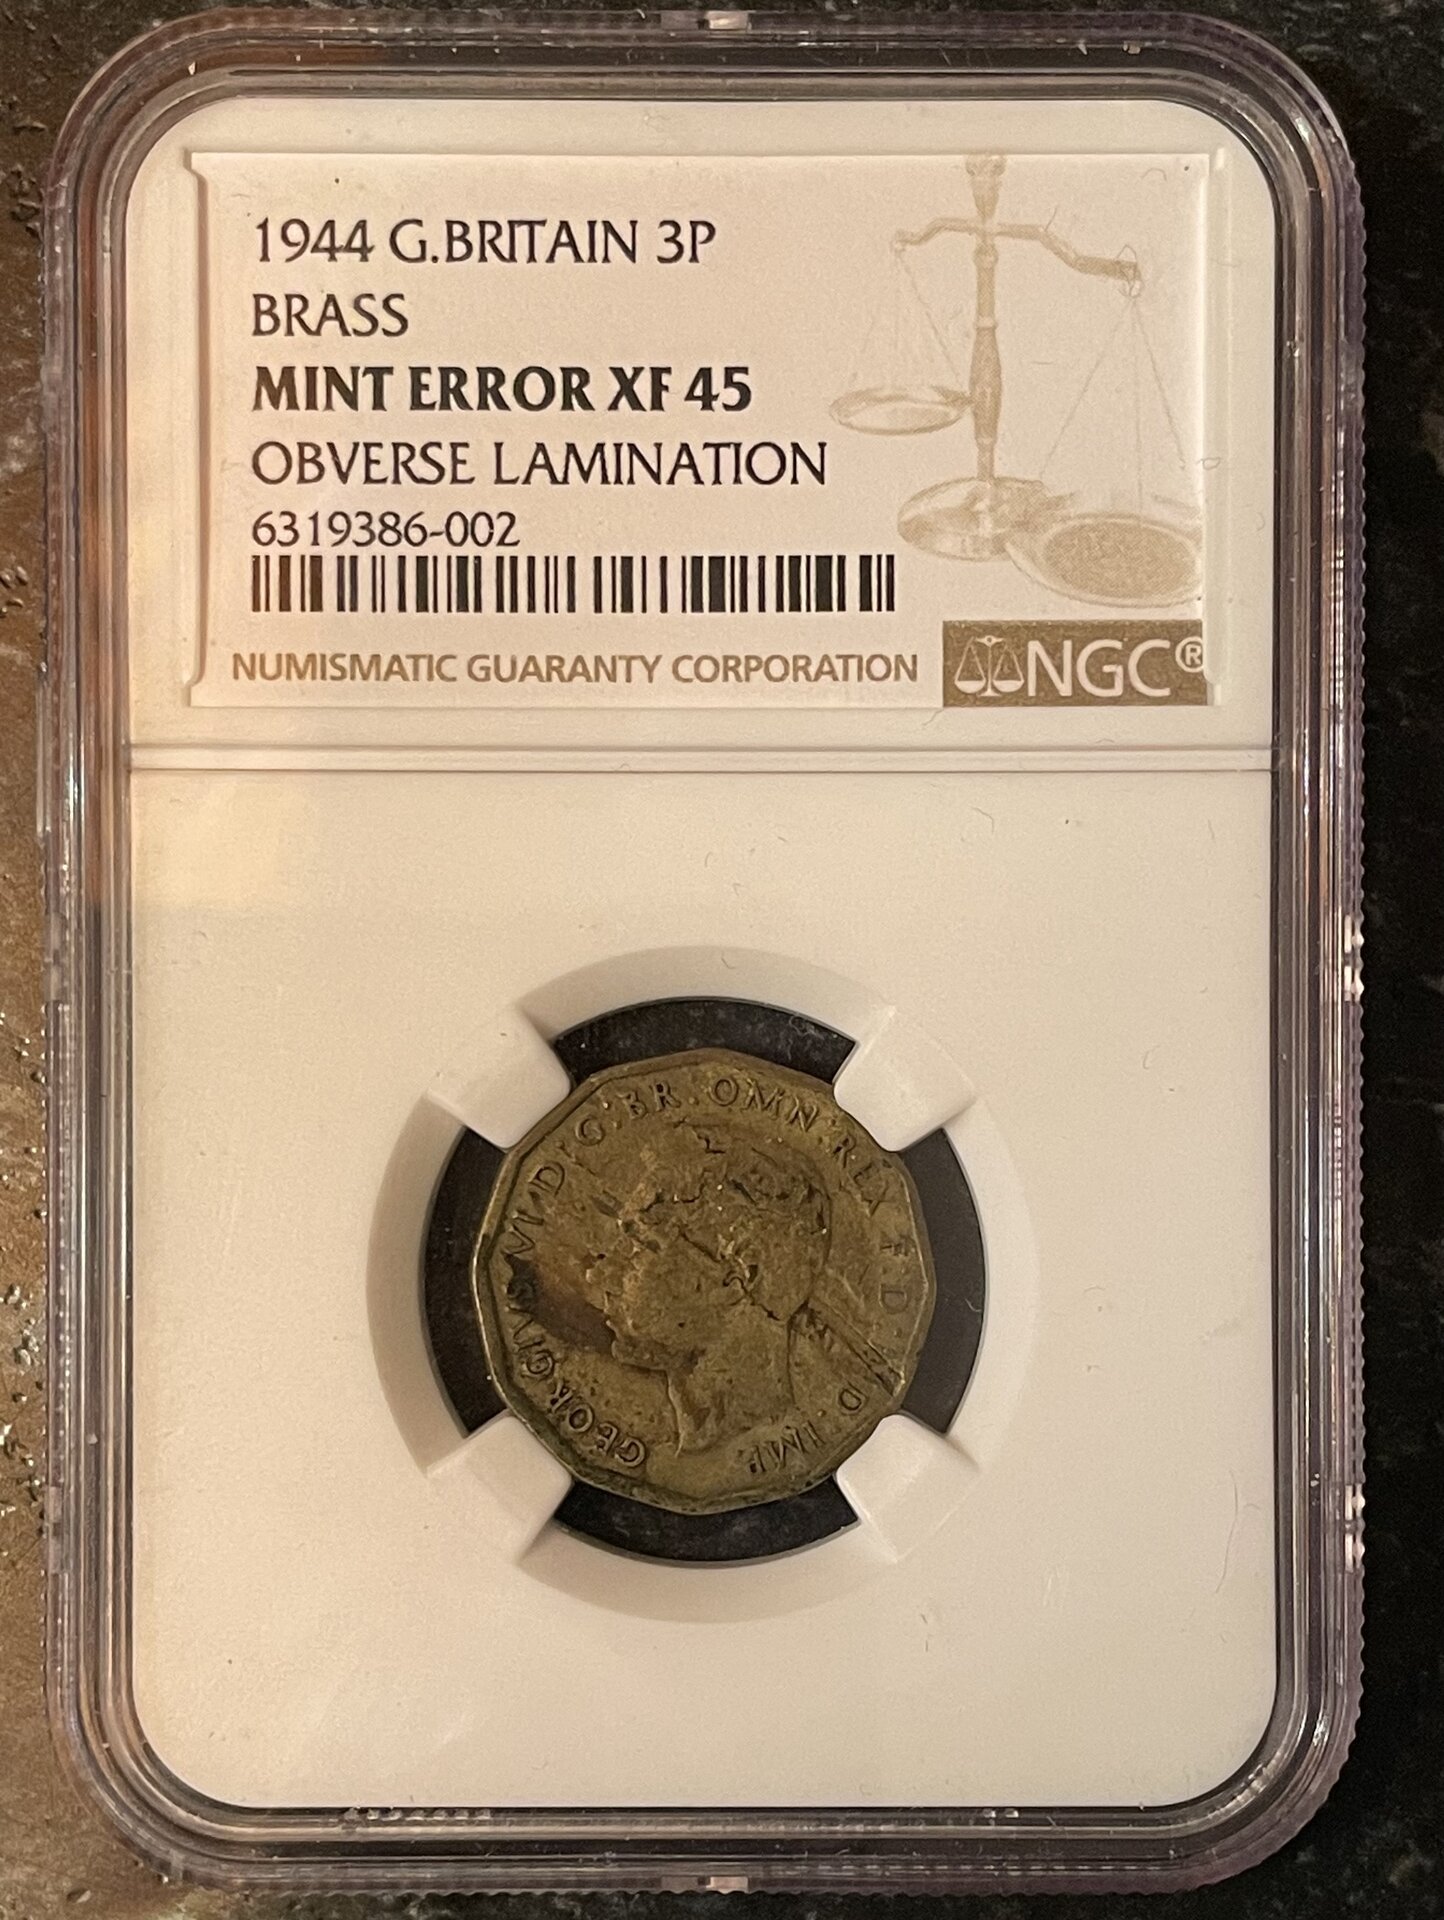 1944 G.BRITAIN 3P
BRASS
MINT ERROR XF 45
OBVERSE LAMINATION
6319386-002
NUMISMATIC GUARANTY CORPORATION
NGC®
GEORGIVS VI D:G:BR.OMN:REX F.D. IND.IMP.